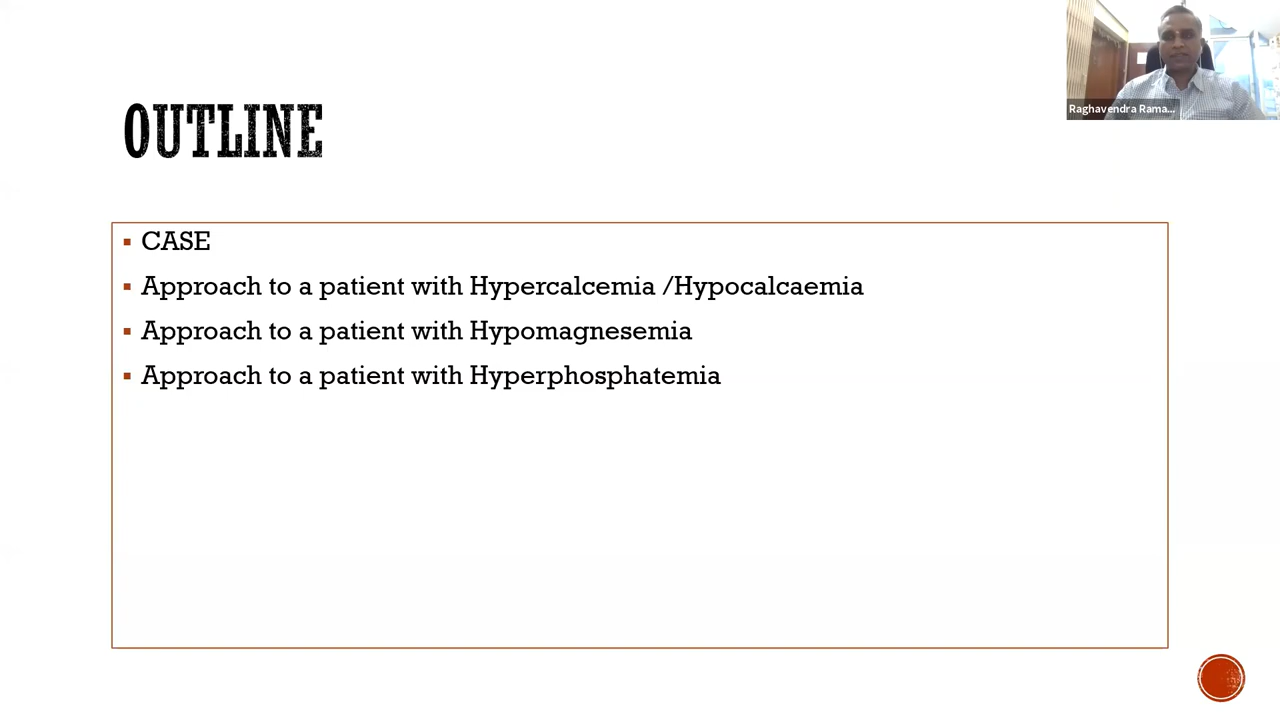 Raghavendra Rama...
OUTLINE
▪ CASE
▪ Approach to a patient with Hypercalcemia /Hypocalcaemia
▪ Approach to a patient with Hypomagnesemia
▪ Approach to a patient with Hyperphosphatemia